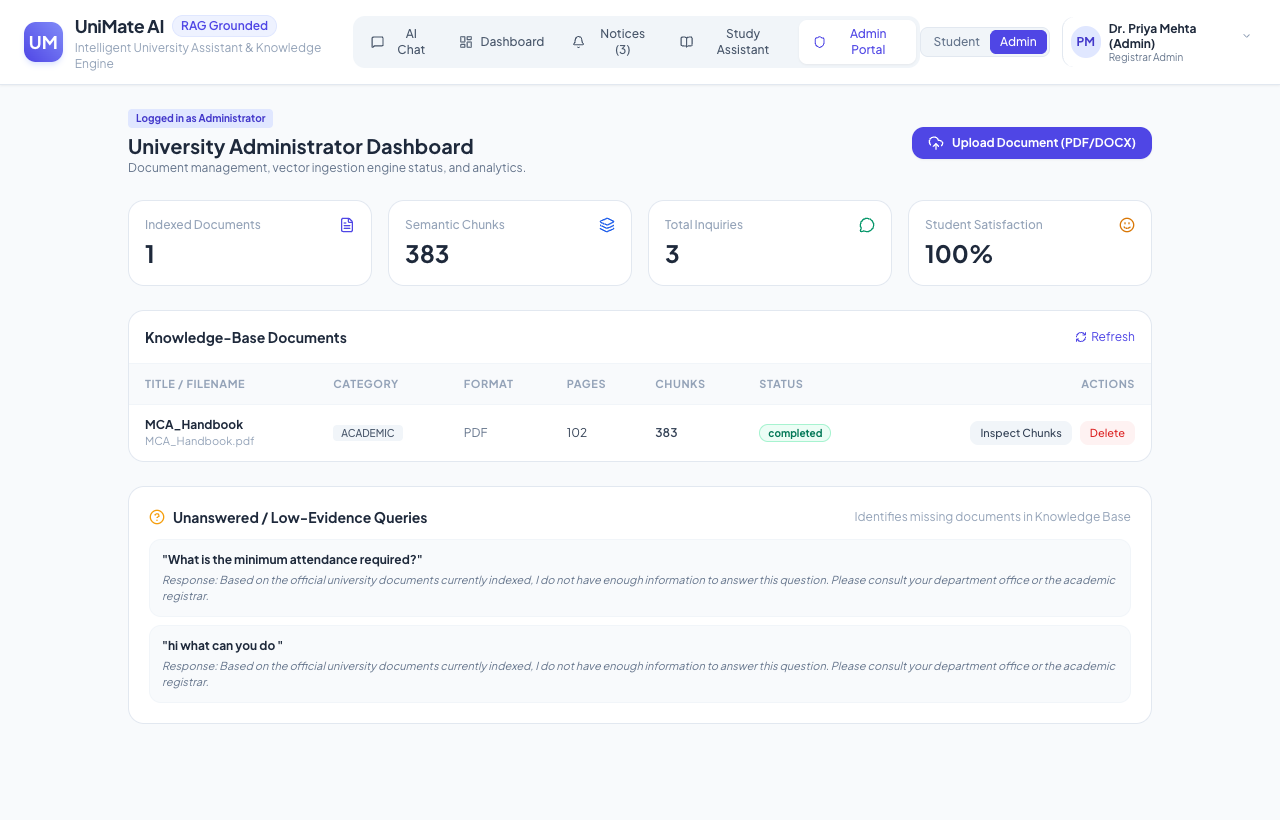 UM
UniMate AI
RAG Grounded
Intelligent University Assistant & Knowledge
Engine
AI
Chat
Dashboard
Notices
(3)
Study
Assistant
Admin
Portal
Student
Admin
PM
Dr. Priya Mehta
(Admin)
Registrar Admin
Logged in as Administrator
University Administrator Dashboard
Document management, vector ingestion engine status, and analytics.
Upload Document (PDF/DOCX)
Indexed Documents
1
Semantic Chunks
383
Total Inquiries
3
Student Satisfaction
100%
Knowledge-Base Documents
Refresh
TITLE / FILENAME CATEGORY FORMAT PAGES CHUNKS STATUS ACTIONS
MCA_Handbook
MCA_Handbook.pdf
ACADEMIC PDF 102 383 completed Inspect Chunks Delete
Unanswered / Low-Evidence Queries
Identifies missing documents in Knowledge Base
"What is the minimum attendance required?"
Response: Based on the official university documents currently indexed, I do not have enough information to answer this question. Please consult your department office or the academic
registrar.
"hi what can you do "
Response: Based on the official university documents currently indexed, I do not have enough information to answer this question. Please consult your department office or the academic
registrar.